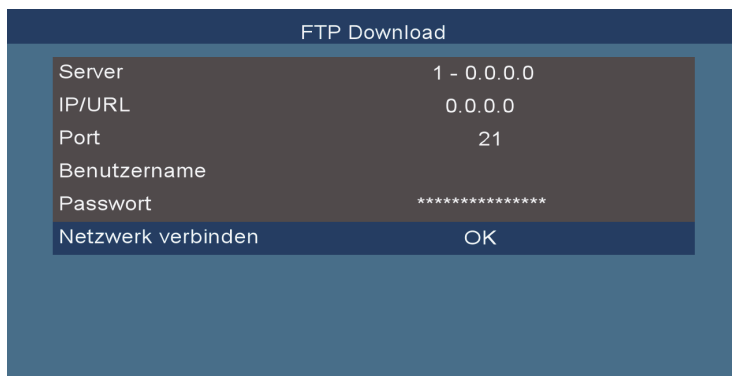 FTP Download
Server 1 - 0.0.0.0
IP/URL 0.0.0.0
Port 21
Benutzername
Passwort ***************
Netzwerk verbinden OK